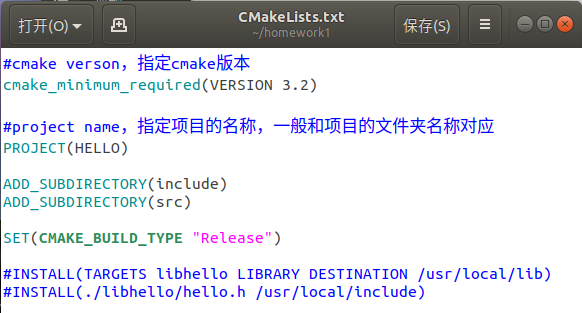 打开(O)
CMakeLists.txt
~/homework1
保存(S)
#cmake verson，指定cmake版本
cmake_minimum_required(VERSION 3.2)
#project name，指定项目的名称，一般和项目的文件夹名称对应
PROJECT(HELLO)
ADD_SUBDIRECTORY(include)
ADD_SUBDIRECTORY(src)
SET(CMAKE_BUILD_TYPE "Release")
#INSTALL(TARGETS libhello LIBRARY DESTINATION /usr/local/lib)
#INSTALL(./libhello/hello.h /usr/local/include)